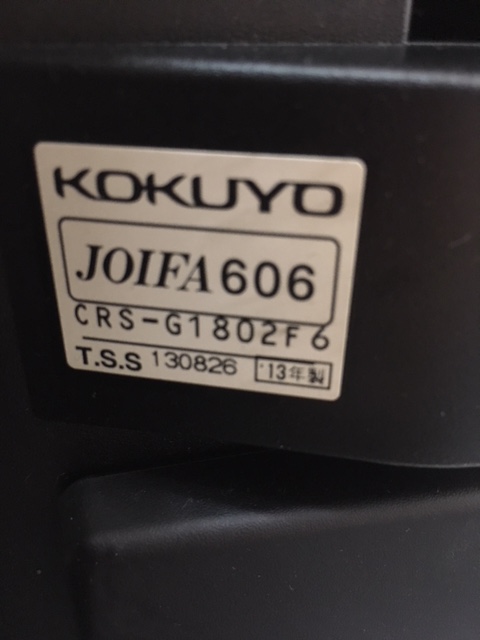 KOKUYO
JOIFA606
CRS-G1802F6
T.S.S 130826 '13年製